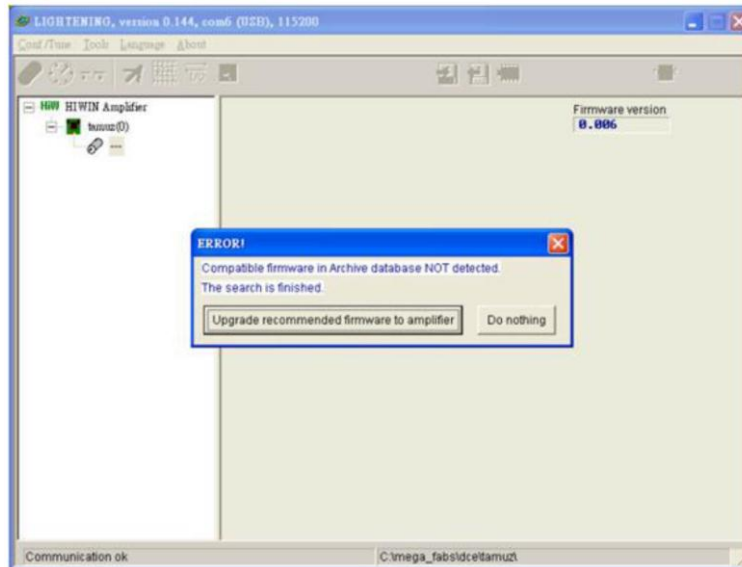 LIGHTENING, version 0.144, com6 (USB), 115200
Conf./Tune Tools Language About
HIWIN HIWIN Amplifier
tamuz(0)
---
Firmware version
0.006
ERROR!
Compatible firmware in Archive database NOT detected.
The search is finished.
Upgrade recommended firmware to amplifier Do nothing
Communication ok C:\mega_fabs\dce\tamuz\